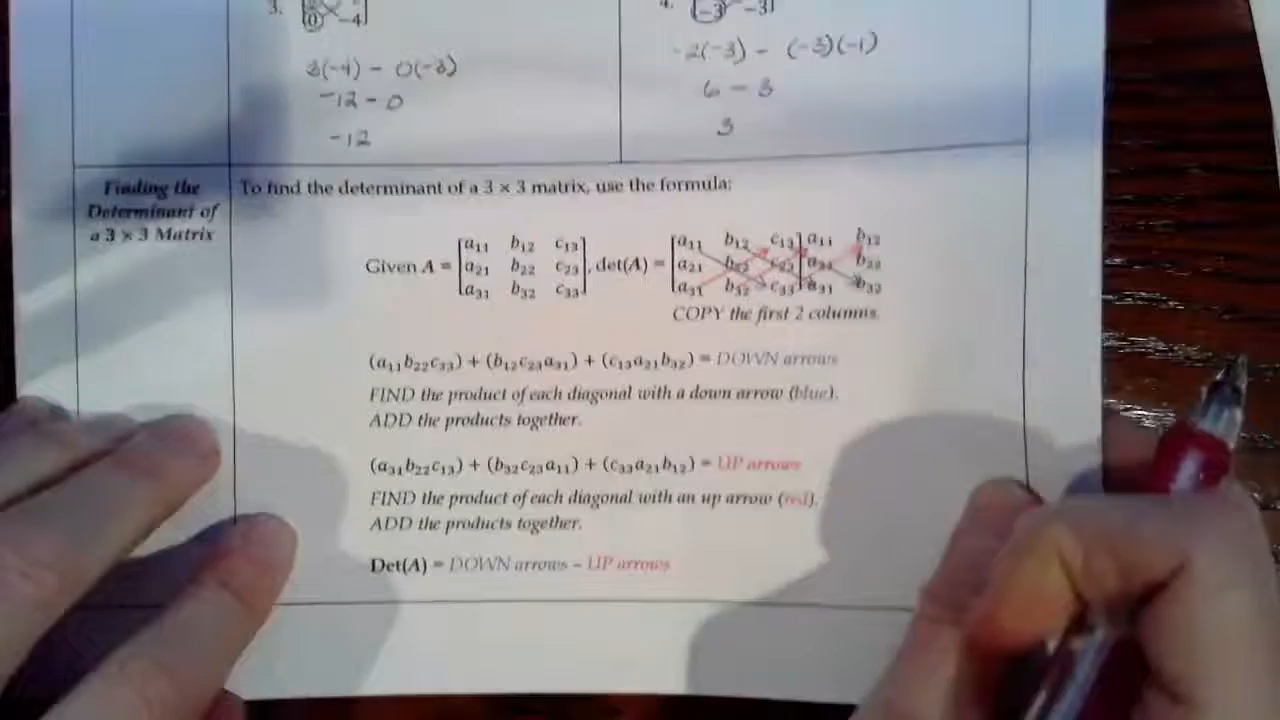 3.
0 -4
4.
-3 -3
3(-4) - 0(-3)
-12 - 0
-12
-2(-3) - (-3)(-1)
6 - 3
3
Finding the
Determinant of
a 3 × 3 Matrix
To find the determinant of a 3 × 3 matrix, use the formula:
a₁₁ b₁₂ c₁₃
Given A = a₂₁ b₂₂ c₂₃ , det(A) =
a₃₁ b₃₂ c₃₃
a₁₁ b₁₂ c₁₃ a₁₁ b₁₂
a₂₁ b₂₂ c₂₃ a₂₁ b₂₂
a₃₁ b₃₂ c₃₃ a₃₁ b₃₂
COPY the first 2 columns.
(a₁₁b₂₂c₃₃) + (b₁₂c₂₃a₃₁) + (c₁₃a₂₁b₃₂) = DOWN arrows
FIND the product of each diagonal with a down arrow (blue).
ADD the products together.
(a₃₁b₂₂c₁₃) + (b₃₂c₂₃a₁₁) + (c₃₃a₂₁b₁₂) = UP arrows
FIND the product of each diagonal with an up arrow (red).
ADD the products together.
Det(A) = DOWN arrows - UP arrows